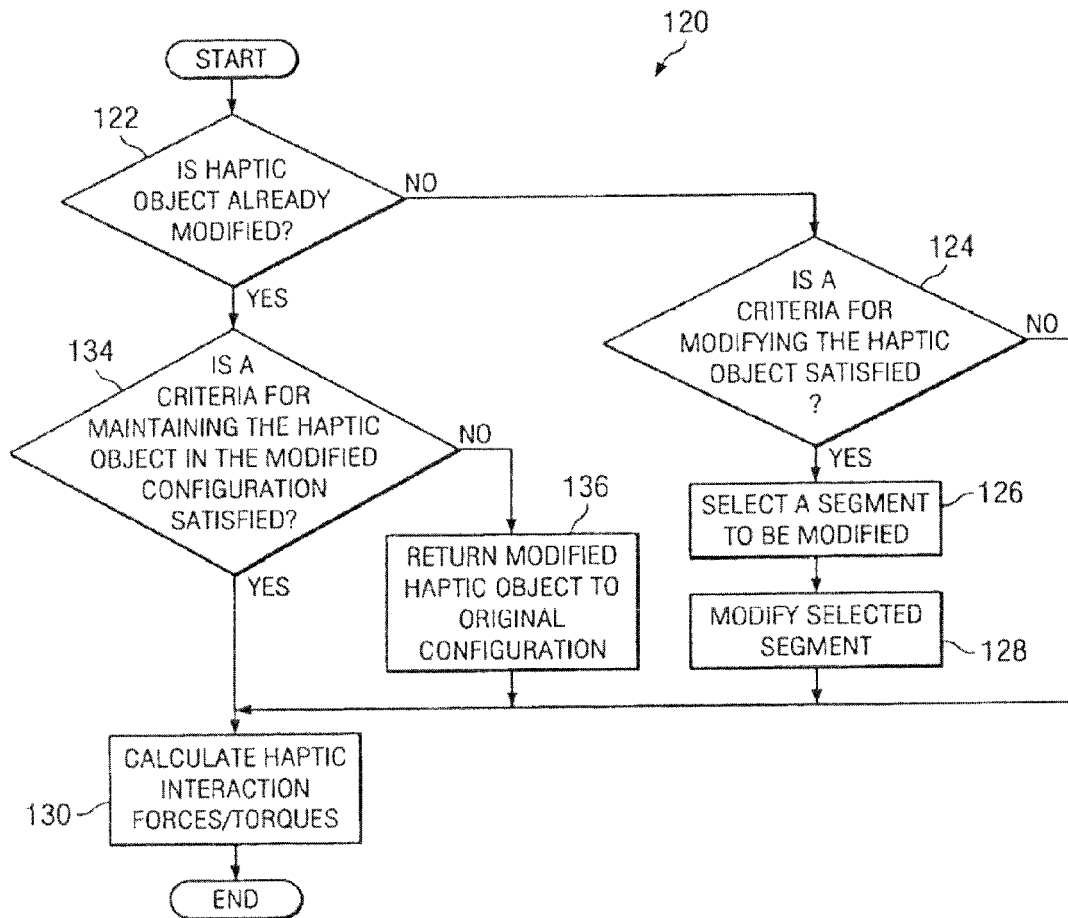 120
START
122
IS HAPTIC
OBJECT ALREADY
MODIFIED?
NO
YES
124
IS A
CRITERIA FOR
MODIFYING THE HAPTIC
OBJECT SATISFIED
?
NO
YES
134
IS A
CRITERIA FOR
MAINTAINING THE HAPTIC
OBJECT IN THE MODIFIED
CONFIGURATION
SATISFIED?
NO
YES
136
RETURN MODIFIED
HAPTIC OBJECT TO
ORIGINAL
CONFIGURATION
SELECT A SEGMENT
TO BE MODIFIED
126
MODIFY SELECTED
SEGMENT
128
CALCULATE HAPTIC
INTERACTION
FORCES/TORQUES
130
END